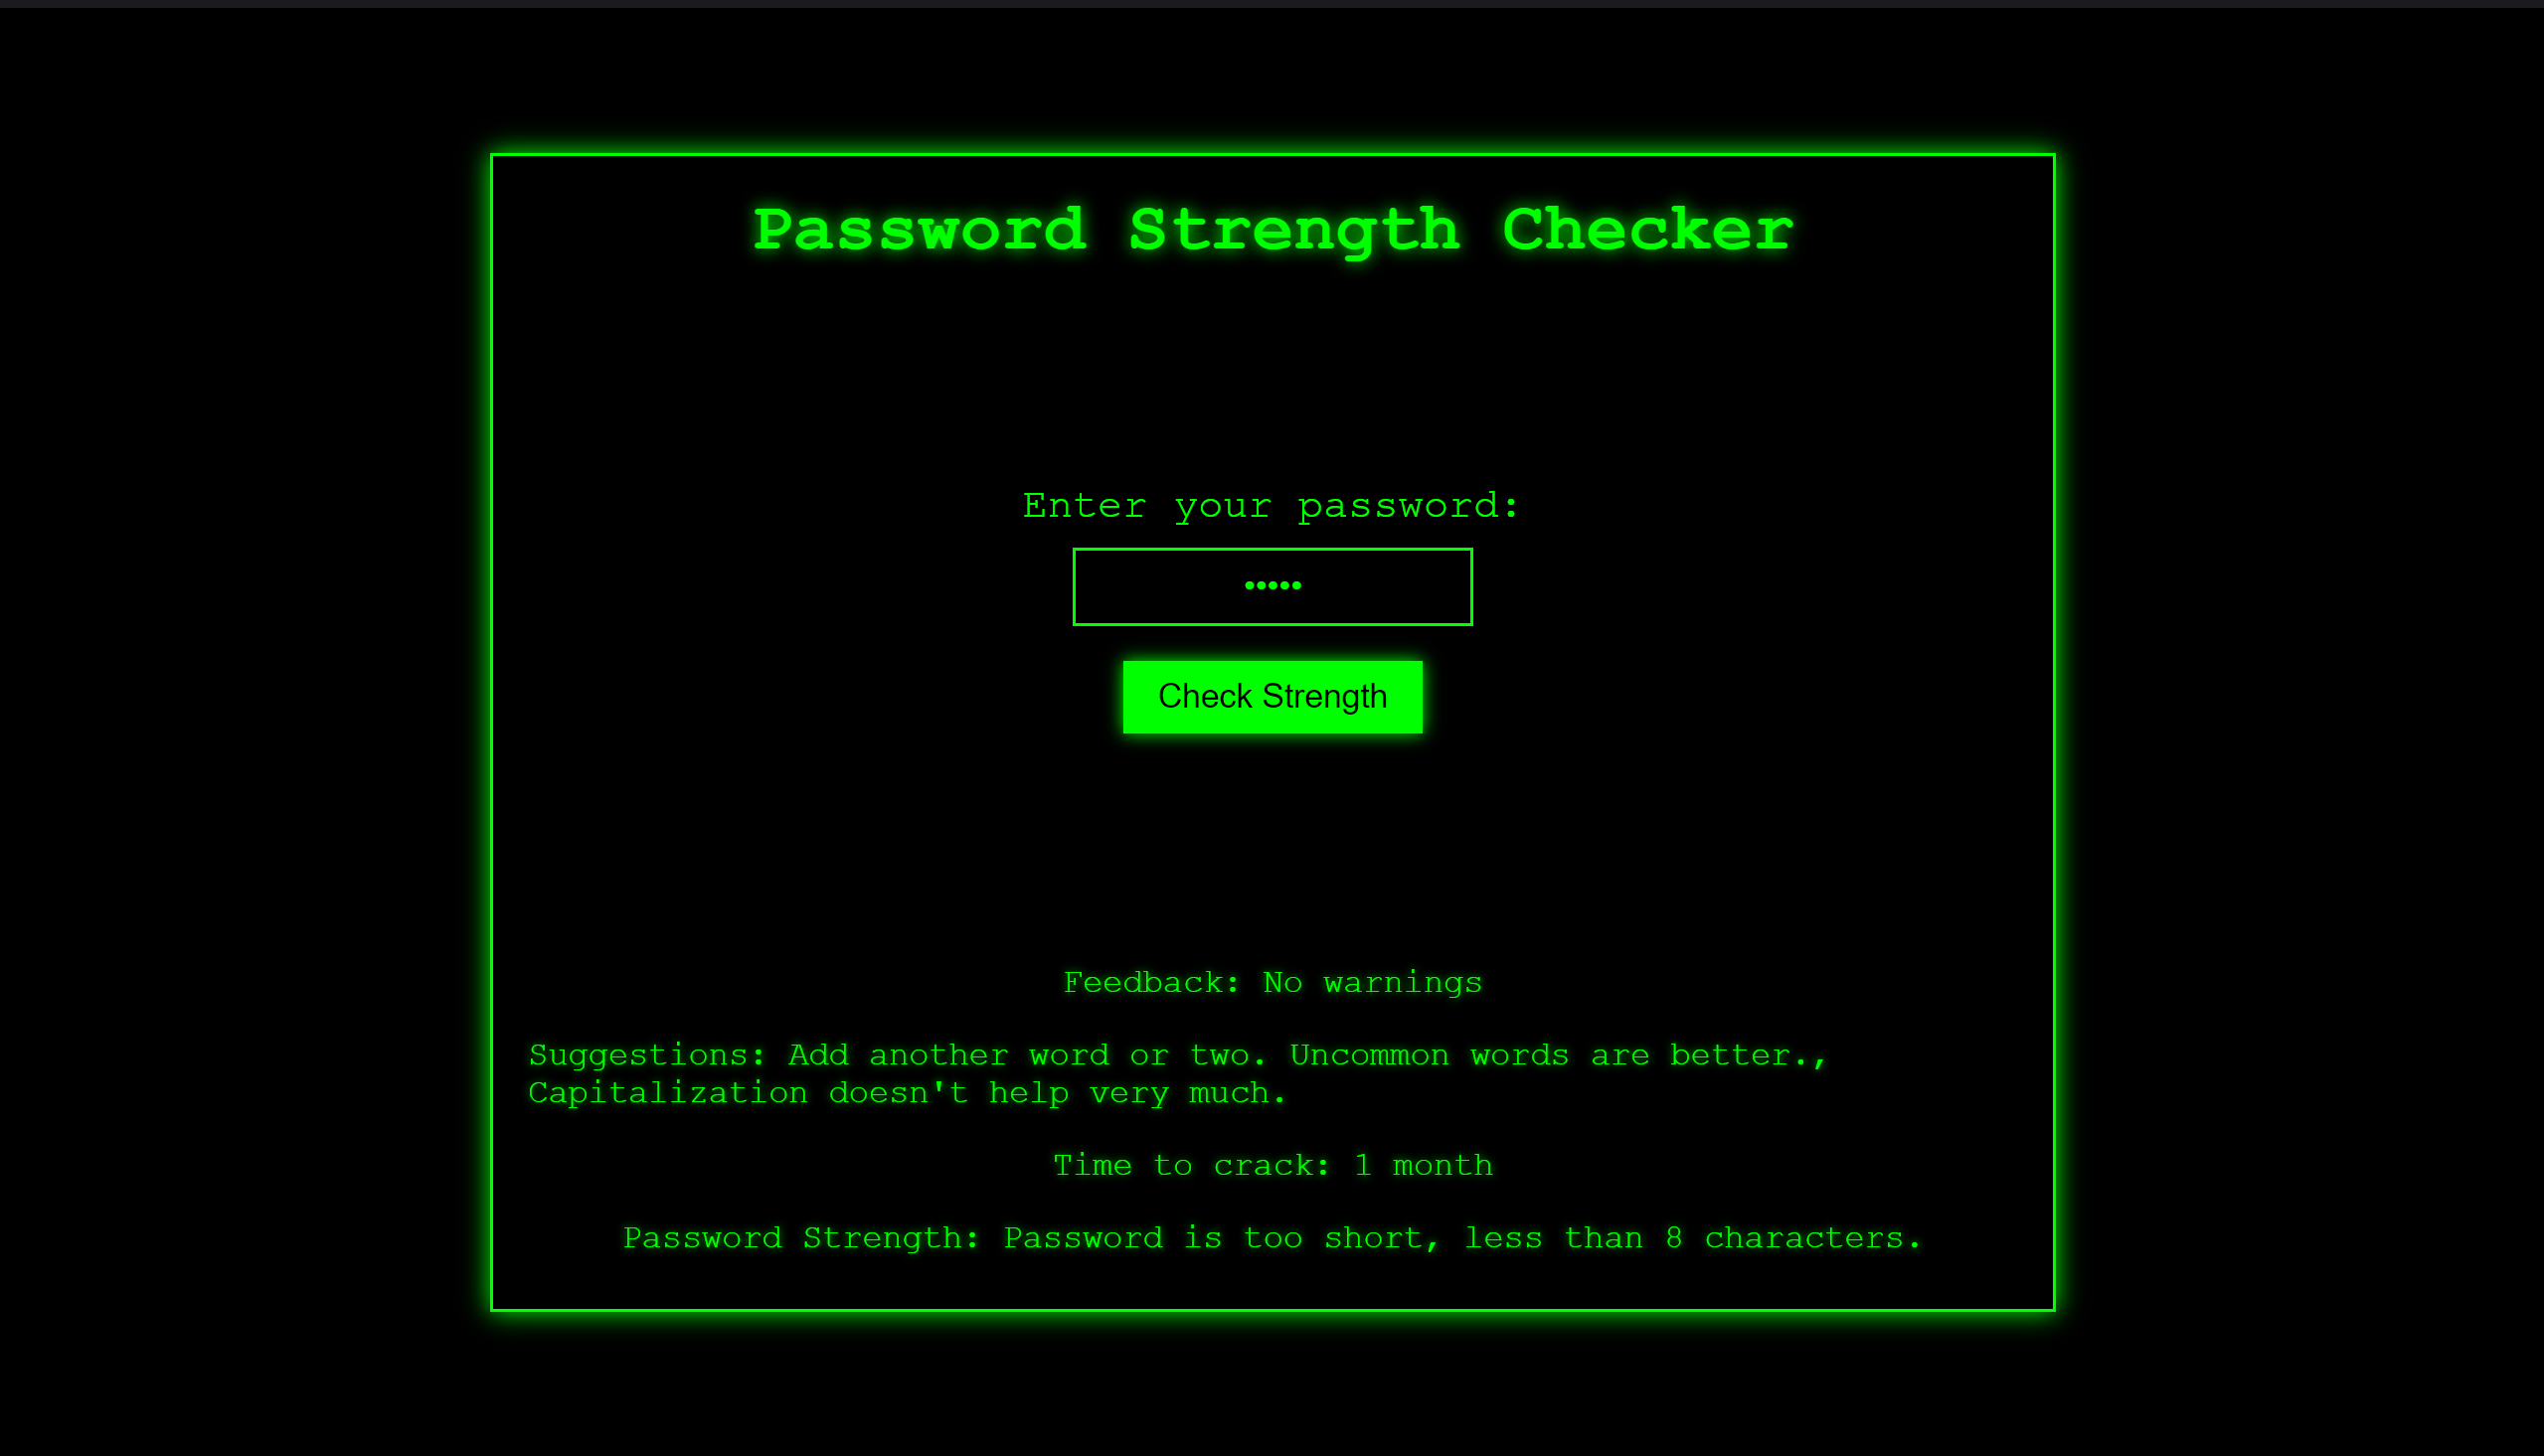 Password Strength Checker
Enter your password:
•••••
Check Strength
Feedback: No warnings
Suggestions: Add another word or two. Uncommon words are better.,
Capitalization doesn't help very much.
Time to crack: 1 month
Password Strength: Password is too short, less than 8 characters.